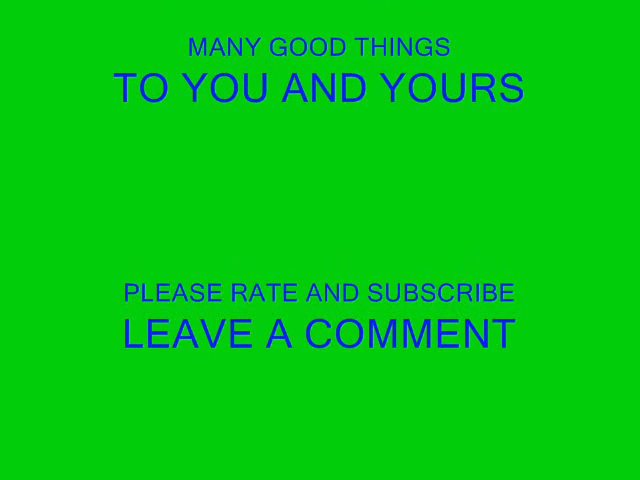 MANY GOOD THINGS
TO YOU AND YOURS
PLEASE RATE AND SUBSCRIBE
LEAVE A COMMENT